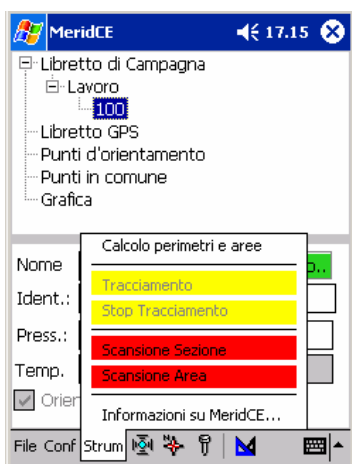 MeridCE 17.15
Libretto di Campagna
Lavoro
100
Libretto GPS
Punti d'orientamento
Punti in comune
Grafica
Calcolo perimetri e aree
Nome
Tracciamento
Ident.:
Stop Tracciamento
Press.:
Scansione Sezione
Temp.
Scansione Area
Orien
Informazioni su MeridCE...
File Conf Strum